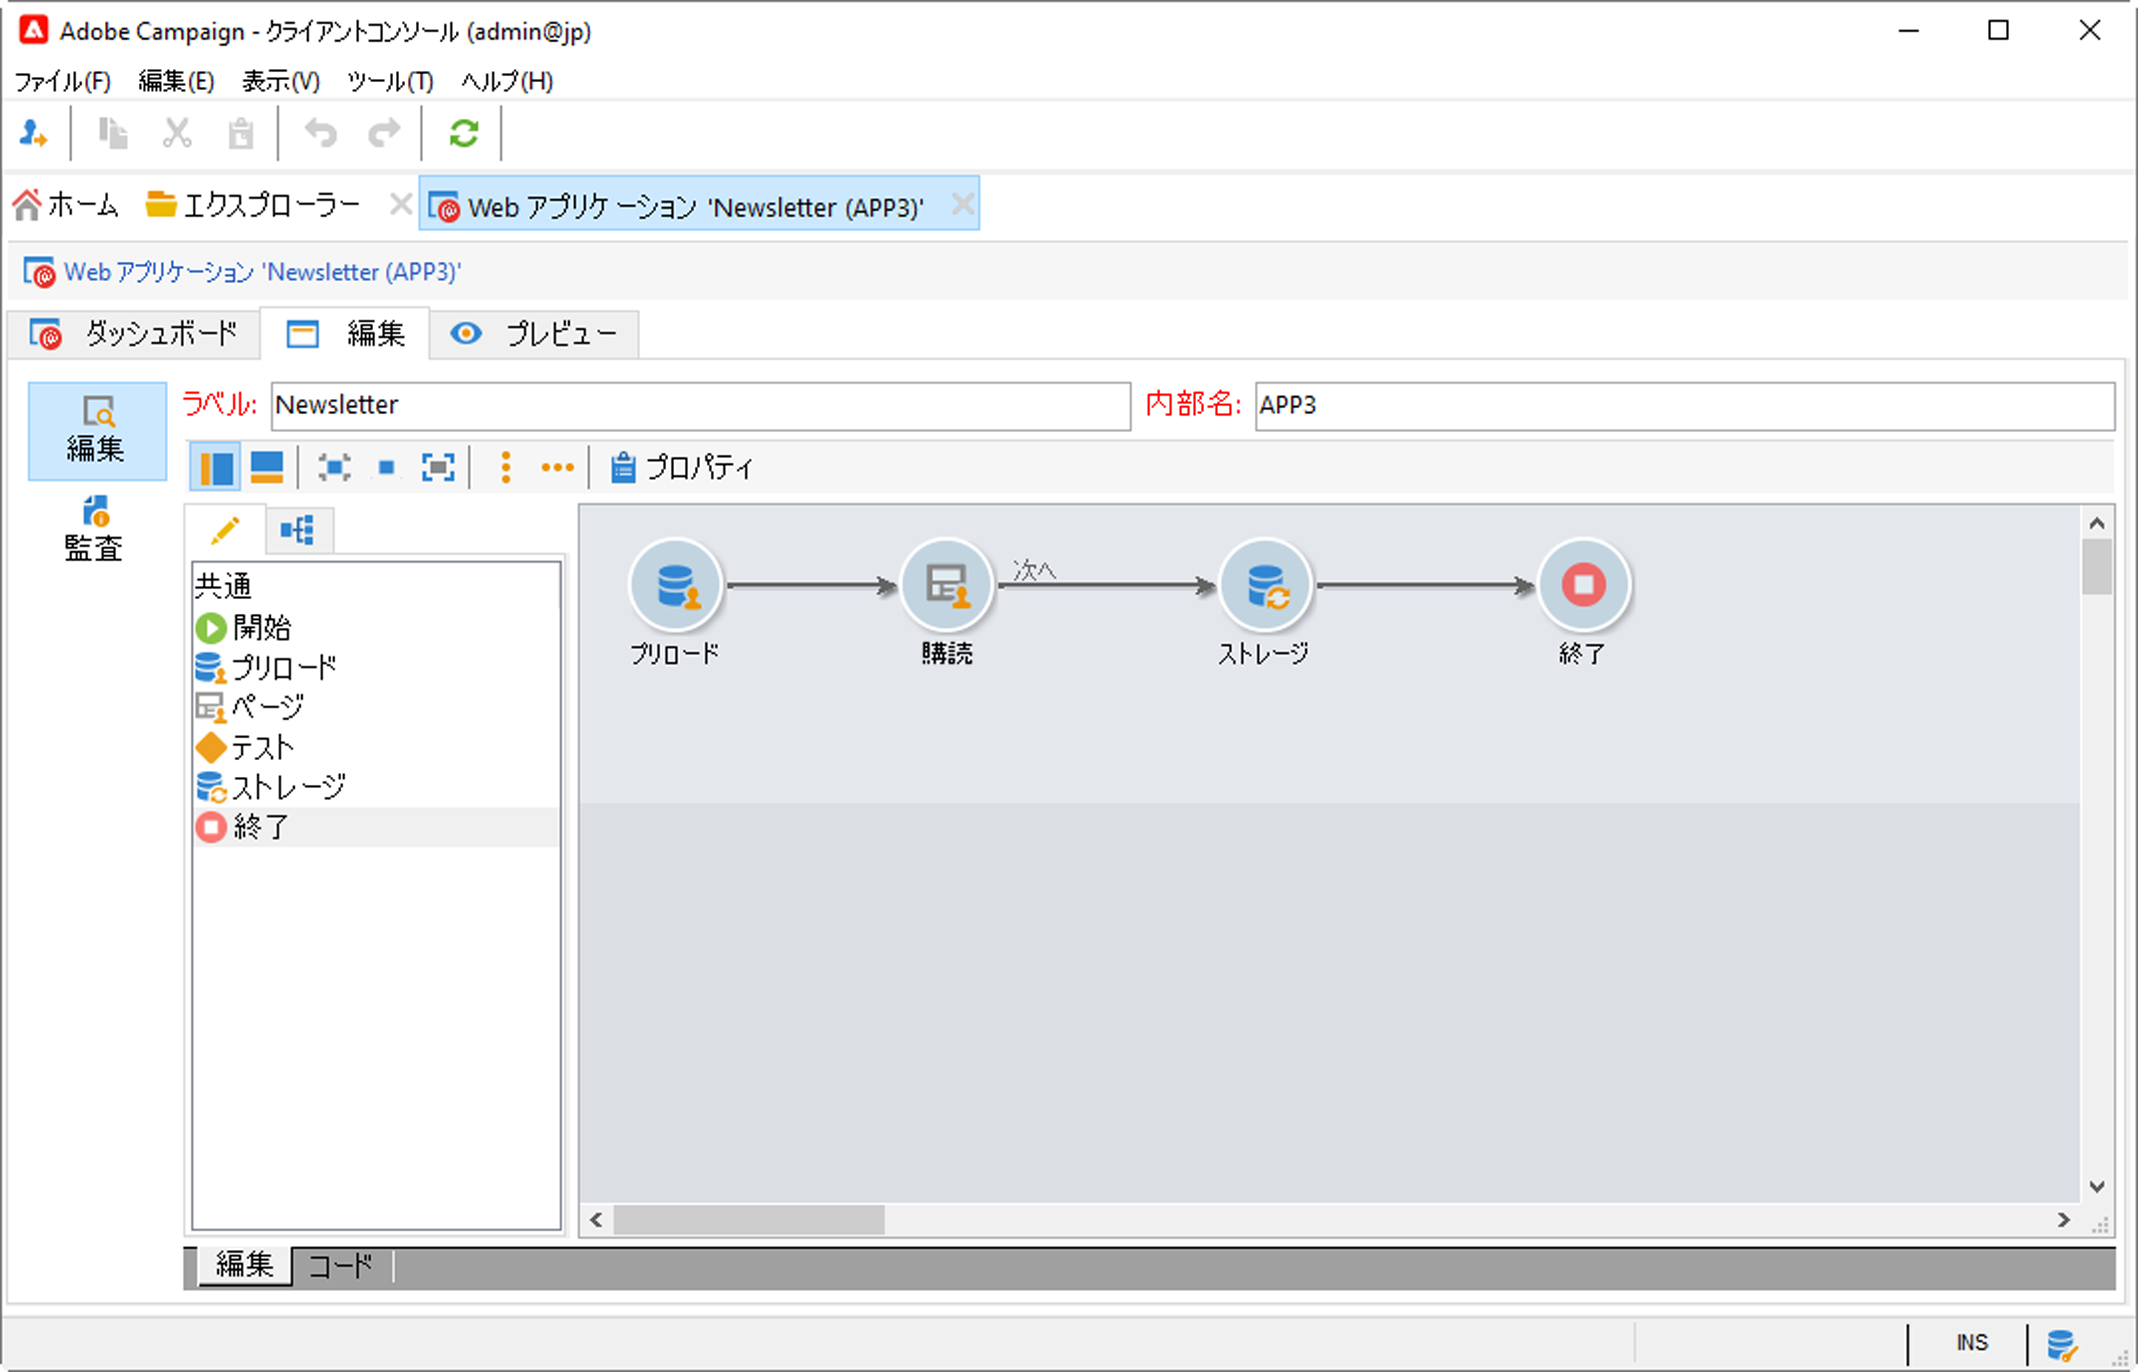 Adobe Campaign - クライアントコンソール (admin@jp)
ファイル(F) 編集(E) 表示(V) ツール(T) ヘルプ(H)
ホーム エクスプローラー Web アプリケーション 'Newsletter (APP3)'
Web アプリケーション 'Newsletter (APP3)'
ダッシュボード 編集 プレビュー
編集
監査
ラベル: Newsletter 内部名: APP3
プロパティ
共通
開始
プリロード
ページ
テスト
ストレージ
終了
次へ
プリロード 購読 ストレージ 終了
編集 コード
INS